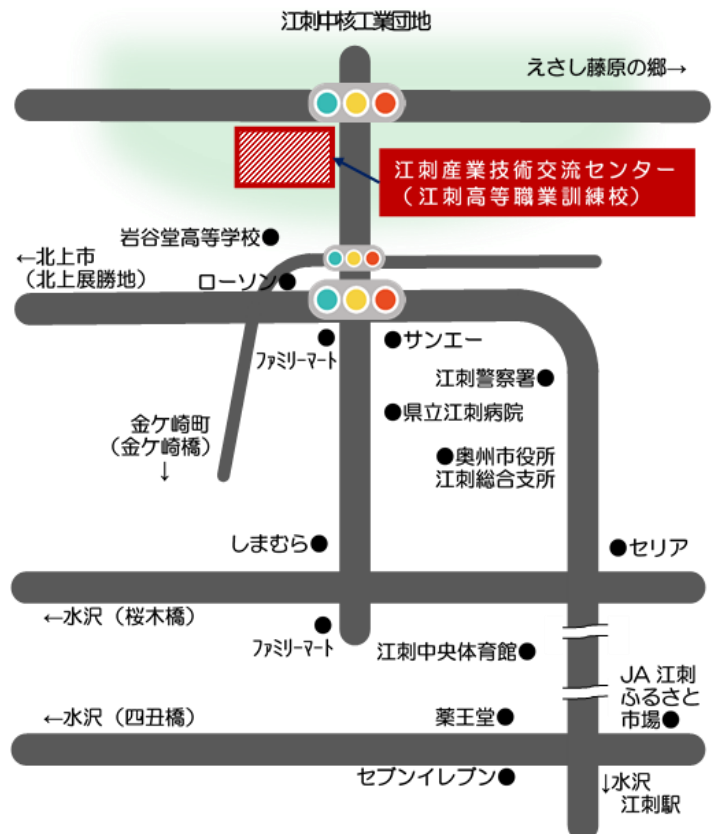 江刺中核工業団地
えさし藤原の郷→
江刺産業技術交流センター
（江刺高等職業訓練校）
岩谷堂高等学校
←北上市
（北上展勝地）
ローソン
ﾌｧﾐﾘｰﾏｰﾄ
サンエー
江刺警察署
県立江刺病院
金ケ崎町
（金ケ崎橋）
↓
奥州市役所
江刺総合支所
しまむら
セリア
←水沢（桜木橋）
ﾌｧﾐﾘｰﾏｰﾄ
江刺中央体育館
JA 江刺
ふるさと
市場
←水沢（四丑橋）
薬王堂
セブンイレブン
↓水沢
江刺駅